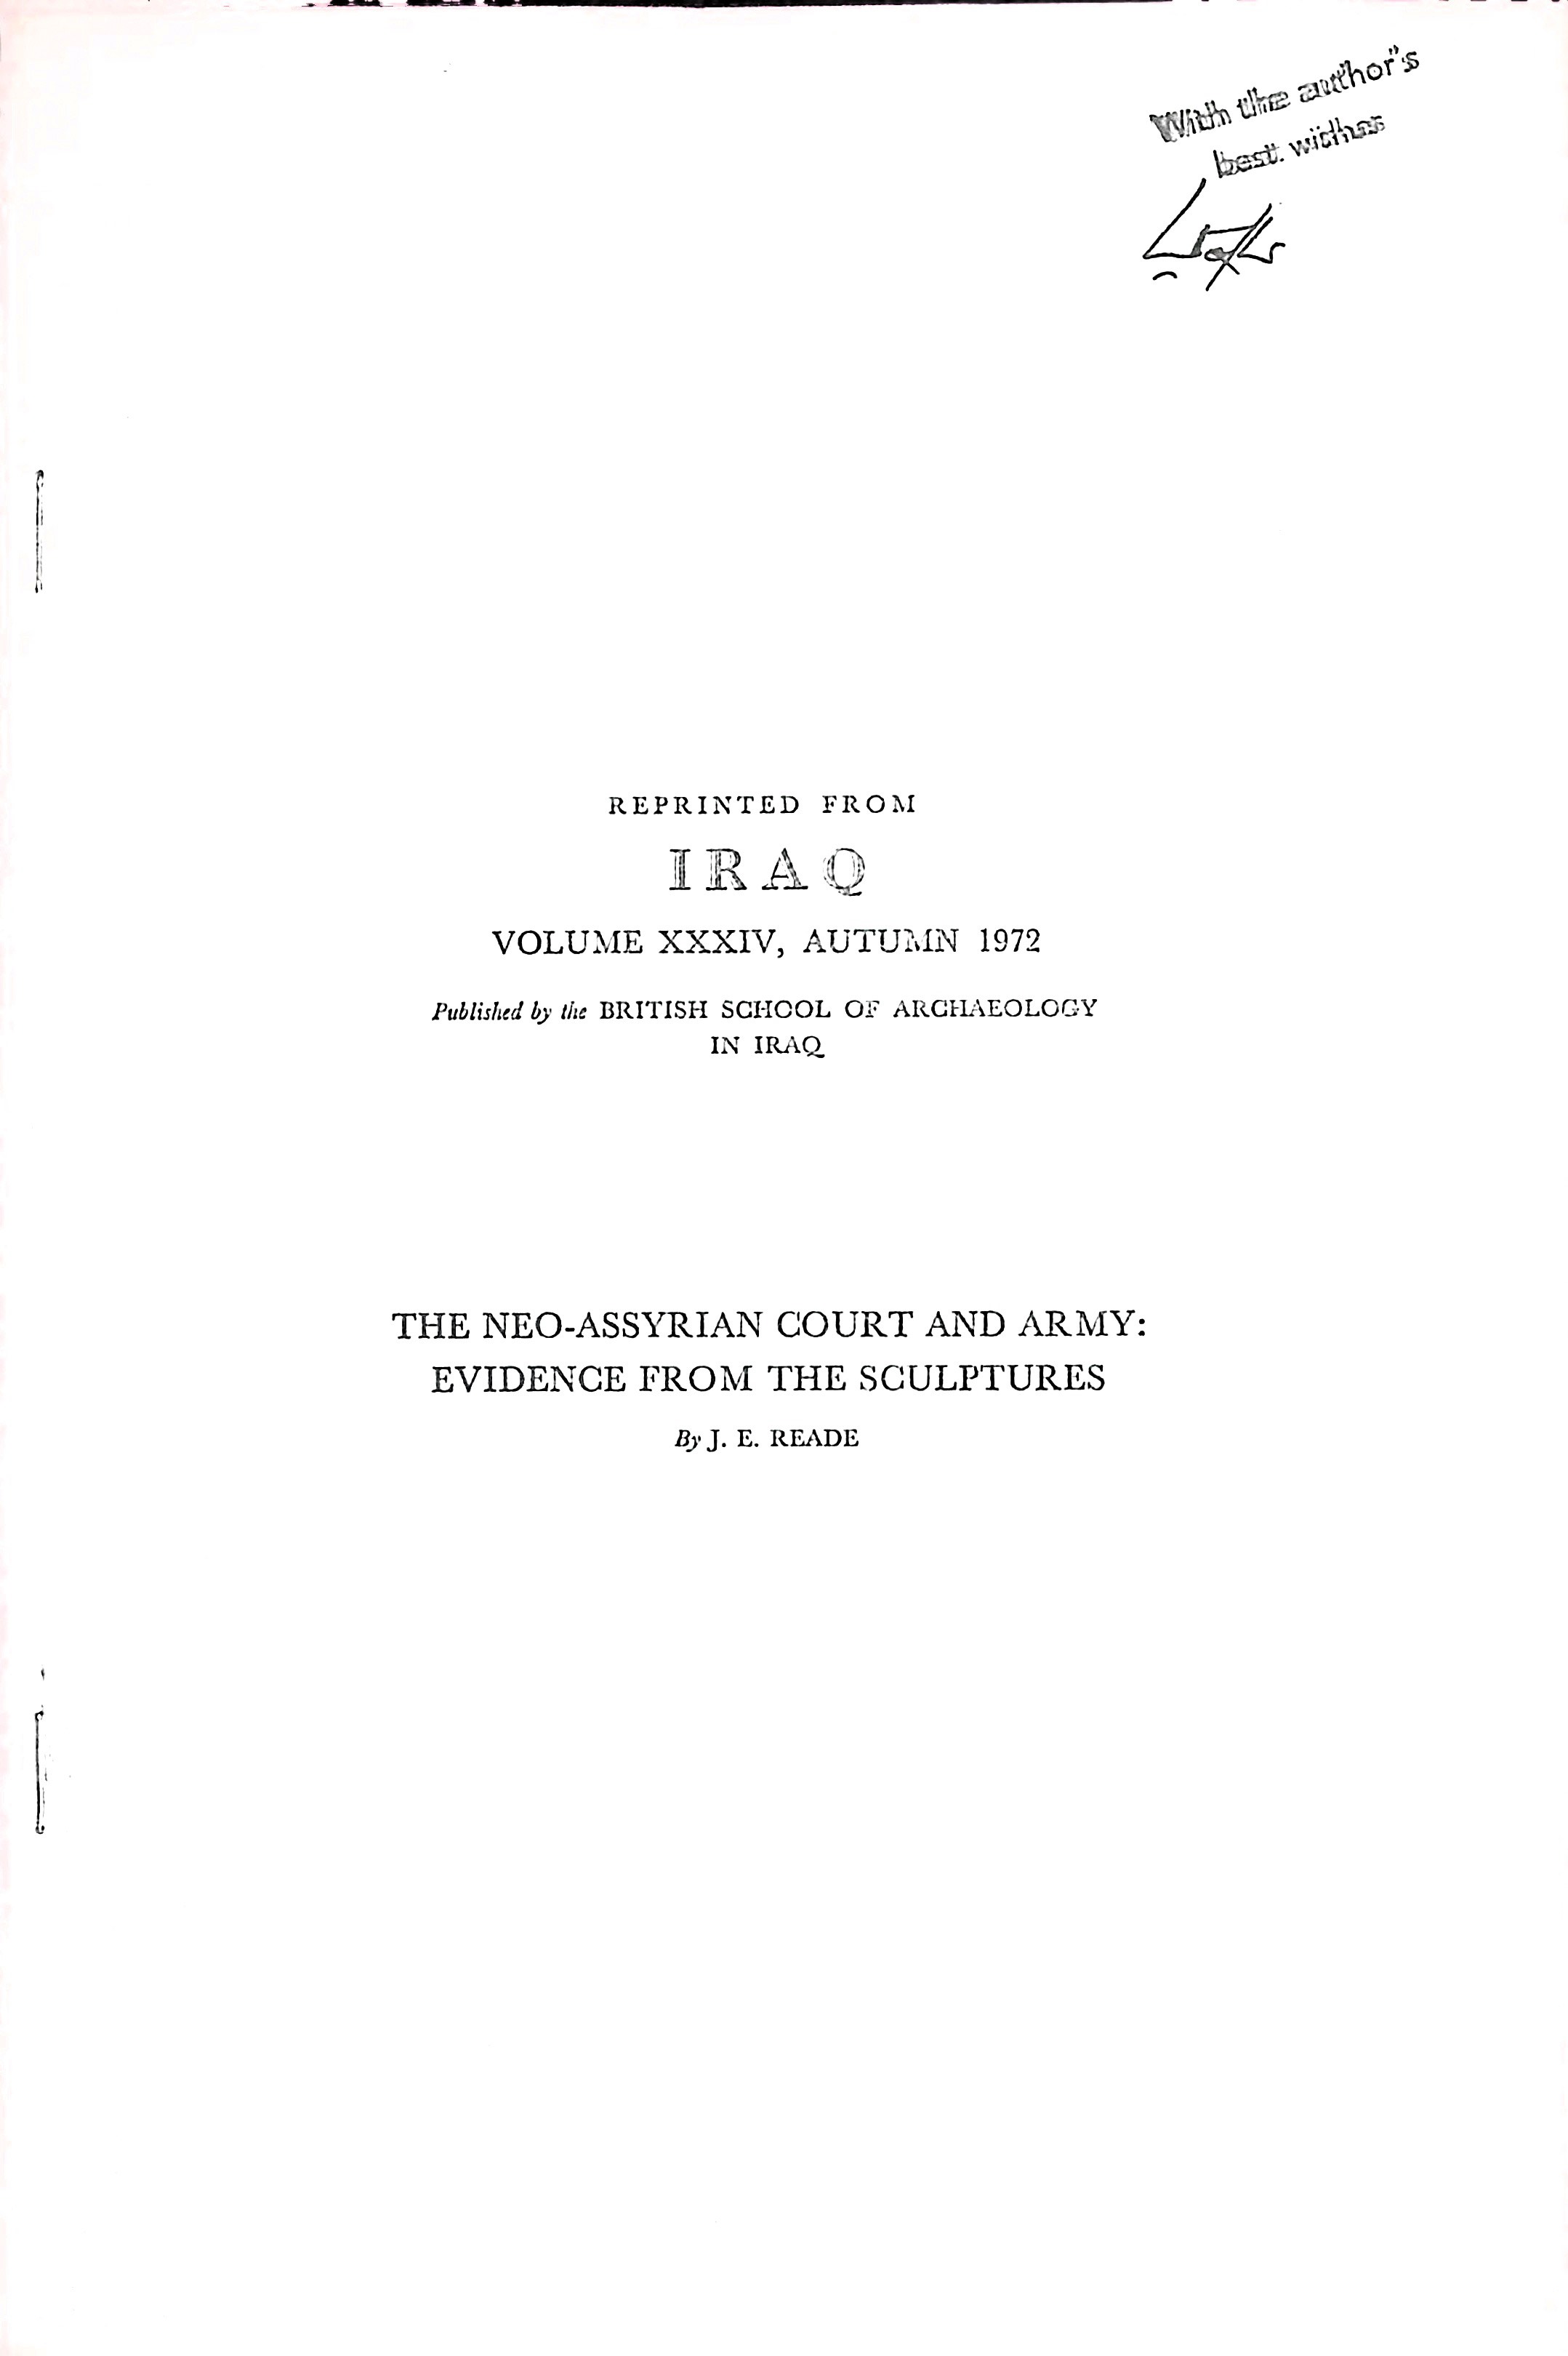 With the author's
best wishes
REPRINTED FROM
IRAQ
VOLUME XXXIV, AUTUMN 1972
Published by the BRITISH SCHOOL OF ARCHAEOLOGY
IN IRAQ
THE NEO-ASSYRIAN COURT AND ARMY:
EVIDENCE FROM THE SCULPTURES
By J. E. READE